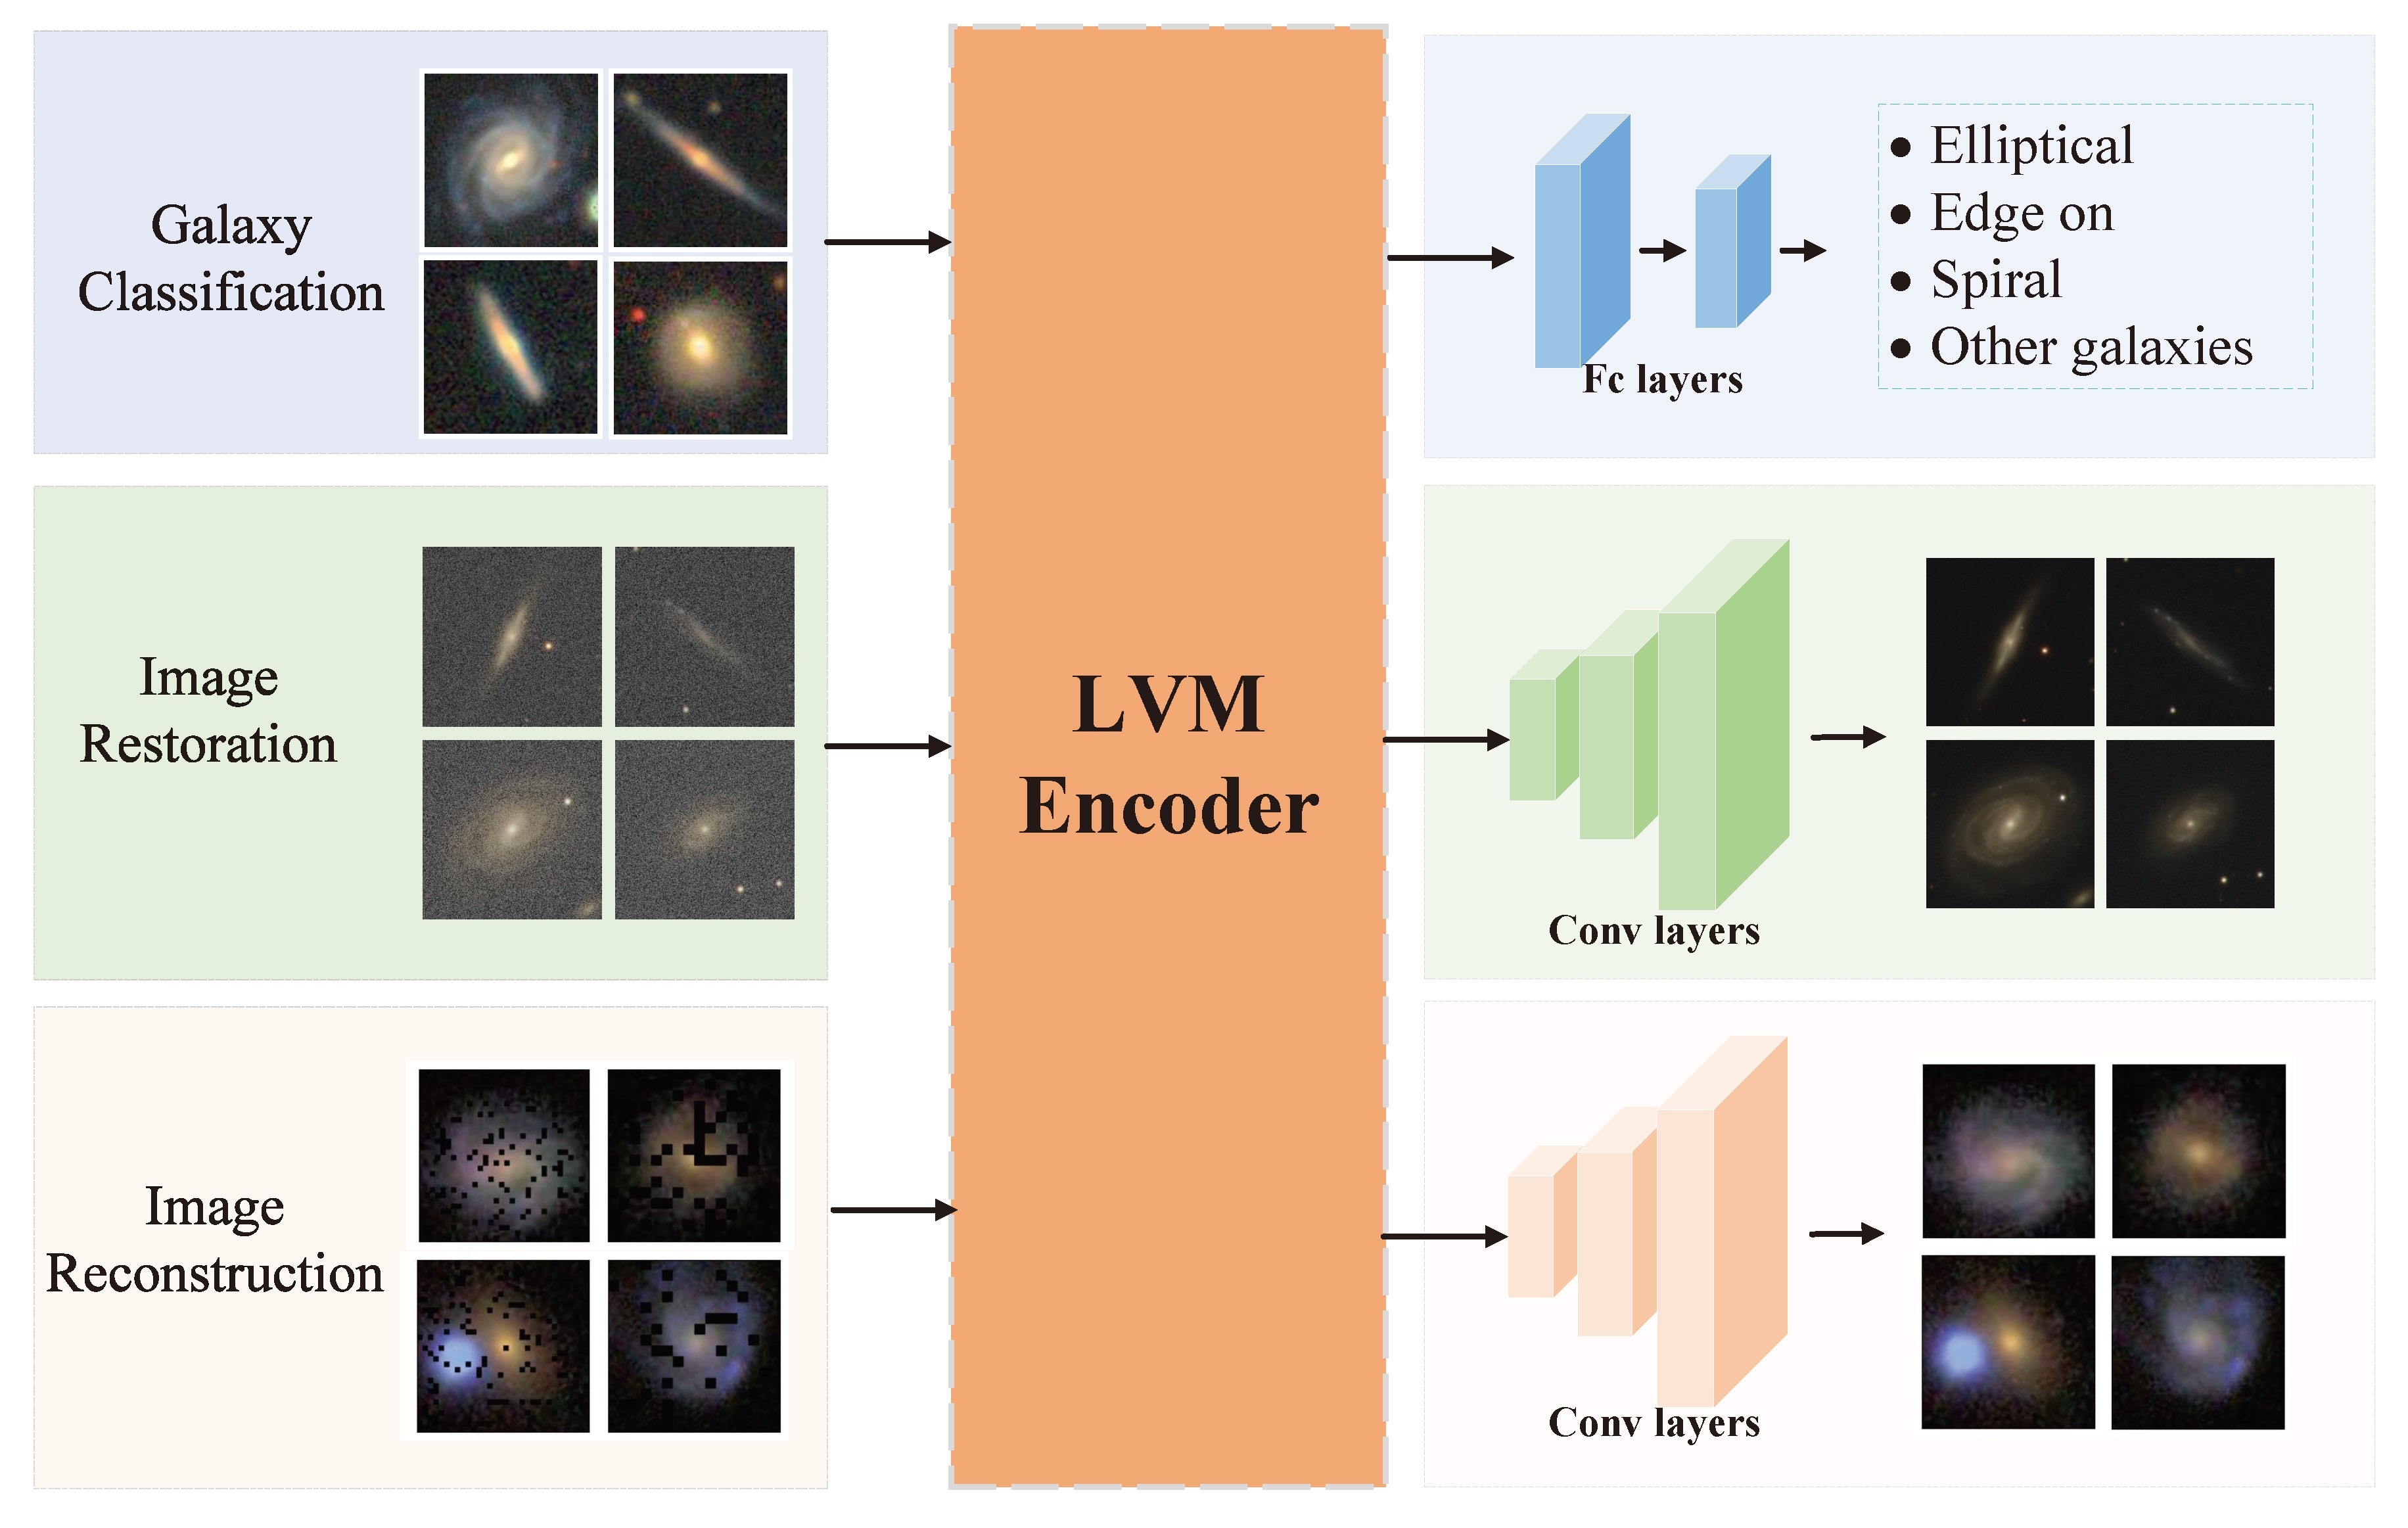 Galaxy
Classification
Image
Restoration
Image
Reconstruction
LVM
Encoder
Fc layers
• Elliptical
• Edge on
• Spiral
• Other galaxies
Conv layers
Conv layers